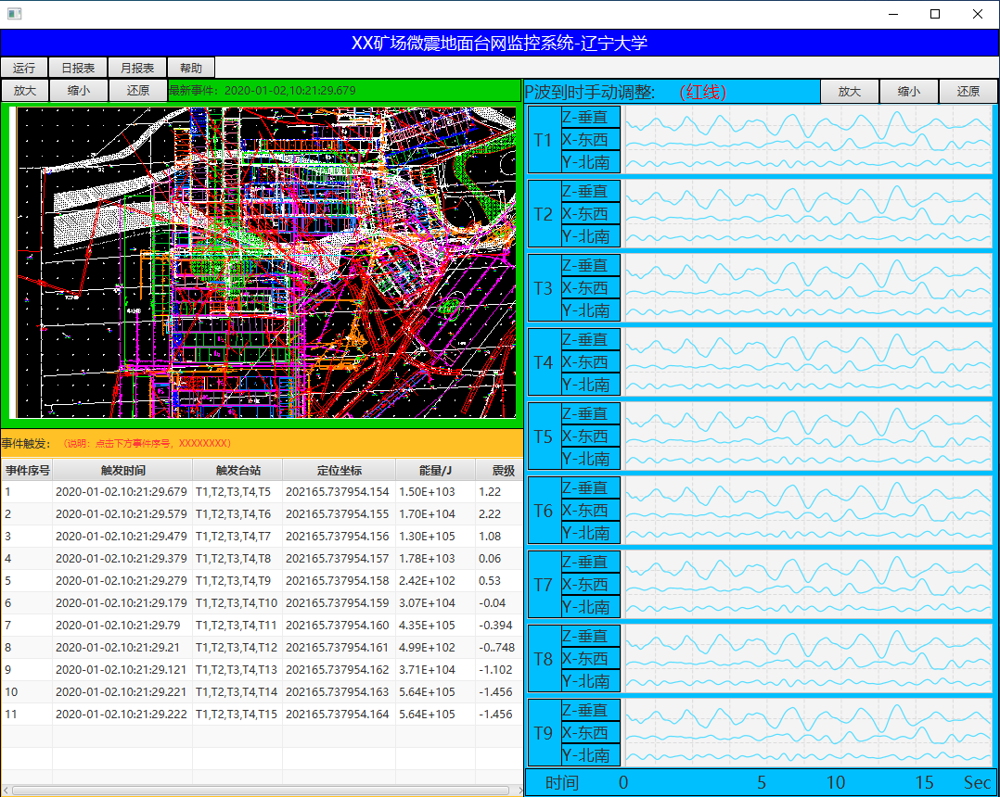 XX矿场微震地面台网监控系统-辽宁大学
运行 日报表 月报表 帮助
放大 缩小 还原 最新事件：2020-01-02,10:21:29.679
P波到时手动调整: （红线） 放大 缩小 还原
事件触发： （说明：点击下方事件序号，XXXXXXXX）
事件序号 触发时间 触发台站 定位坐标 能量/J 震级
1 2020-01-02.10:21:29.679 T1,T2,T3,T4,T5 202165.737954.154 1.50E+103 1.22
2 2020-01-02.10:21:29.579 T1,T2,T3,T4,T6 202165.737954.155 1.70E+104 2.22
3 2020-01-02.10:21:29.479 T1,T2,T3,T4,T7 202165.737954.156 1.30E+105 1.08
4 2020-01-02.10:21:29.379 T1,T2,T3,T4,T8 202165.737954.157 1.78E+103 0.06
5 2020-01-02.10:21:29.279 T1,T2,T3,T4,T9 202165.737954.158 2.42E+102 0.53
6 2020-01-02.10:21:29.179 T1,T2,T3,T4,T10 202165.737954.159 3.07E+104 -0.04
7 2020-01-02.10:21:29.79 T1,T2,T3,T4,T11 202165.737954.160 4.35E+105 -0.394
8 2020-01-02.10:21:29.21 T1,T2,T3,T4,T12 202165.737954.161 4.99E+102 -0..748
9 2020-01-02.10:21:29.121 T1,T2,T3,T4,T13 202165.737954.162 3.71E+104 -1.102
10 2020-01-02.10:21:29.221 T1,T2,T3,T4,T14 202165.737954.163 5.64E+105 -1.456
11 2020-01-02.10:21:29.222 T1,T2,T3,T4,T15 202165.737954.164 5.64E+105 -1.456
T1
Z-垂直
X-东西
Y-北南
T2
Z-垂直
X-东西
Y-北南
T3
Z-垂直
X-东西
Y-北南
T4
Z-垂直
X-东西
Y-北南
T5
Z-垂直
X-东西
Y-北南
T6
Z-垂直
X-东西
Y-北南
T7
Z-垂直
X-东西
Y-北南
T8
Z-垂直
X-东西
Y-北南
T9
Z-垂直
X-东西
Y-北南
时间 0 5 10 15 Sec